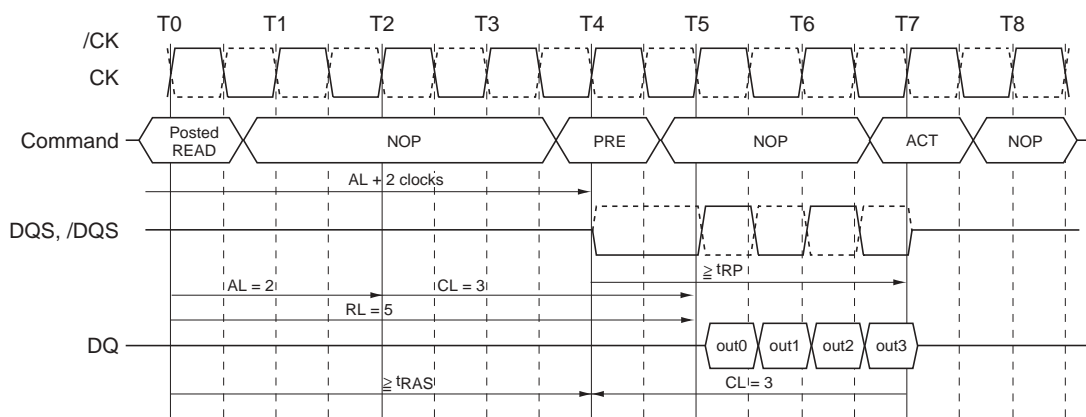 T0 T1 T2 T3 T4 T5 T6 T7 T8
/CK
CK
Command
Posted READ
NOP
PRE
NOP
ACT
NOP
AL + 2 clocks
DQS, /DQS
≧ tRP
AL = 2
CL = 3
RL = 5
DQ
out0 out1 out2 out3
≧ tRAS
CL = 3